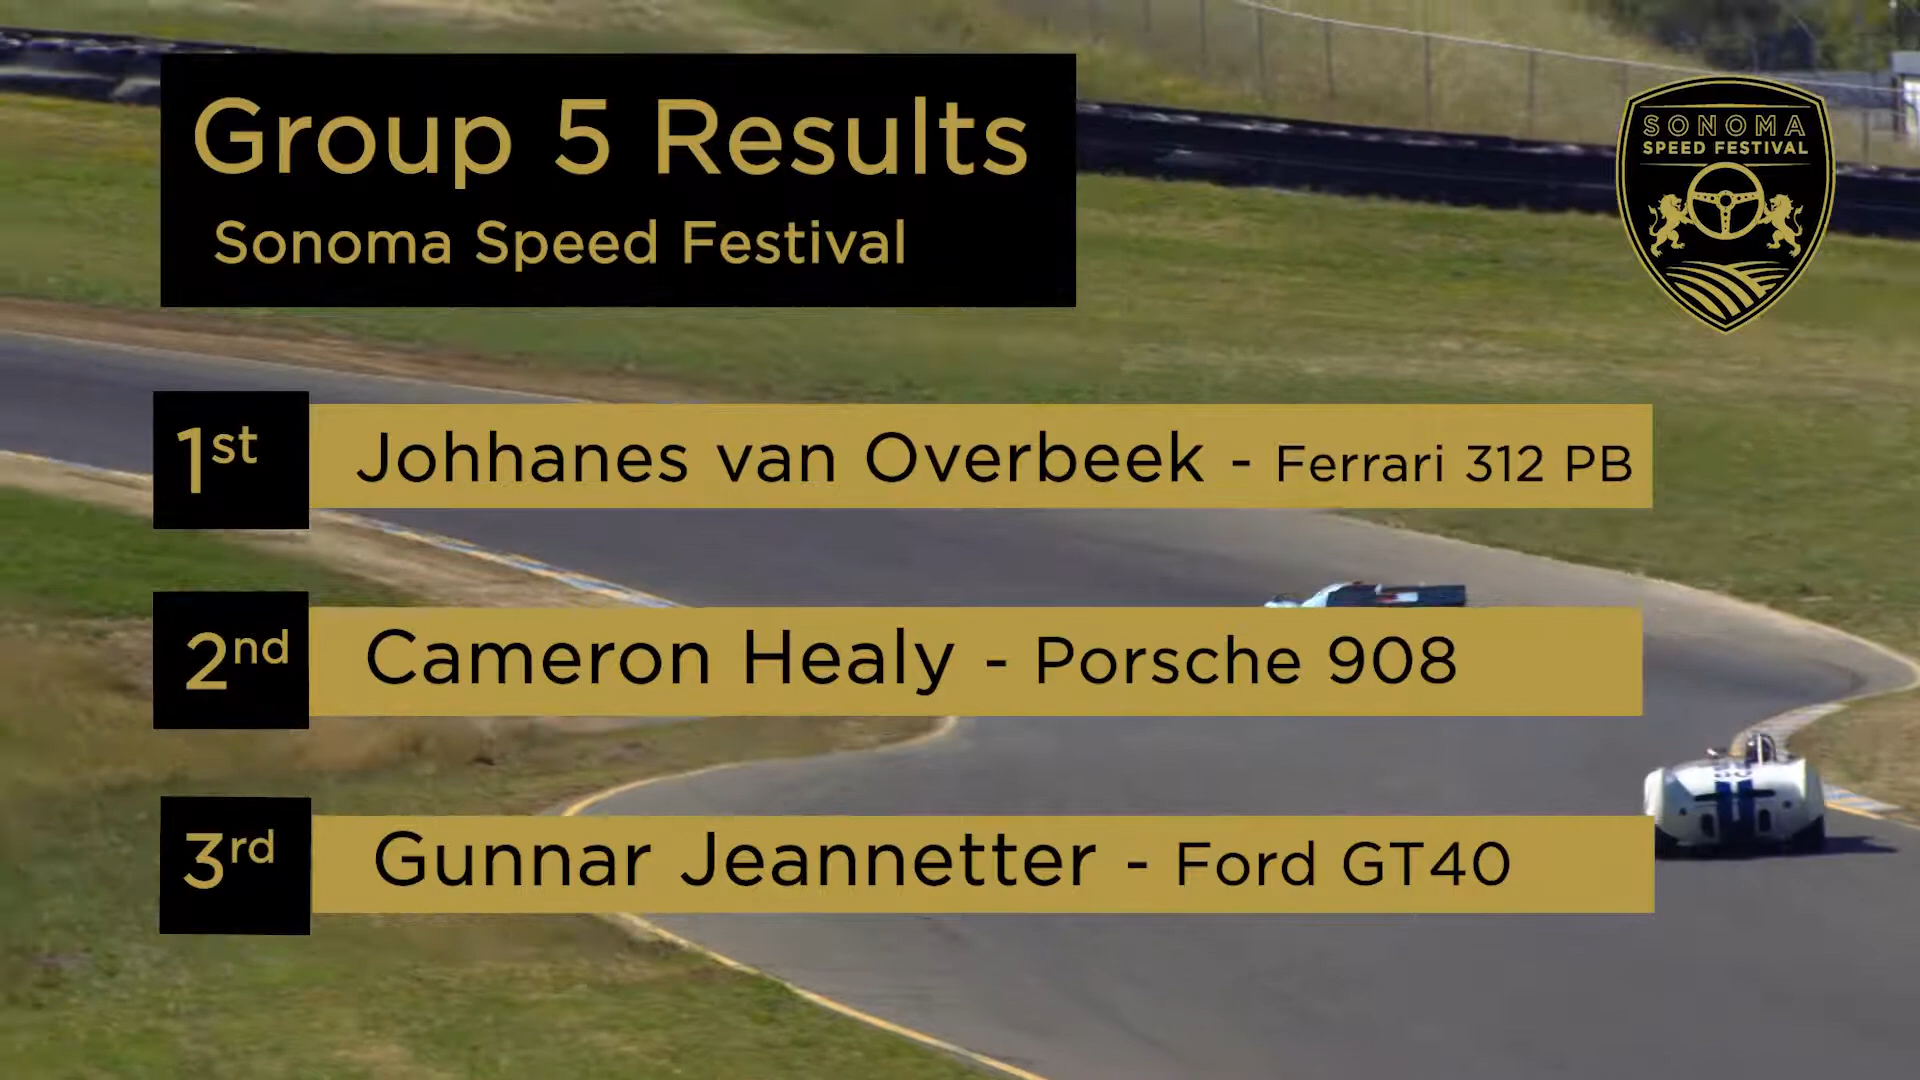 Group 5 Results
Sonoma Speed Festival
SONOMA
SPEED FESTIVAL
1st
Johhanes van Overbeek - Ferrari 312 PB
2nd
Cameron Healy - Porsche 908
3rd
Gunnar Jeannetter - Ford GT40